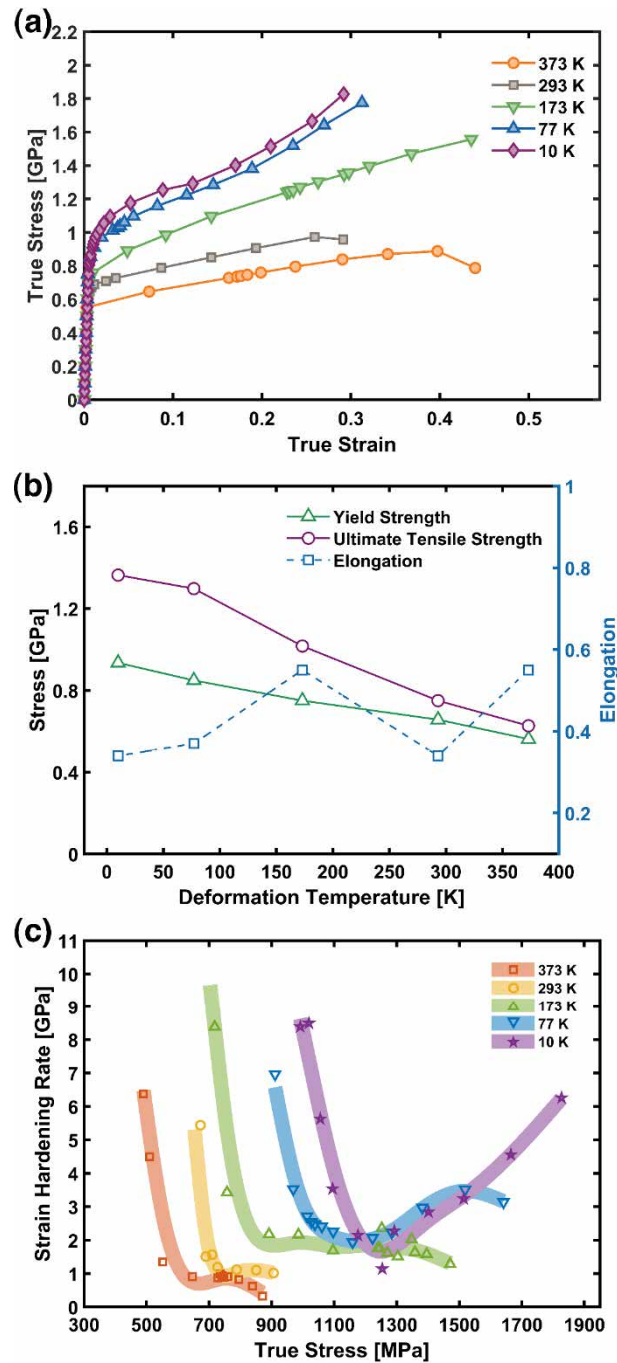 (a)
2.2
2
1.8
1.6
1.4
1.2
1
0.8
0.6
0.4
0.2
0
True Stress [GPa]
373 K
293 K
173 K
77 K
10 K
0 0.1 0.2 0.3 0.4 0.5
True Strain
(b)
1.6
1.2
0.8
0.4
0
Stress [GPa]
Yield Strength
Ultimate Tensile Strength
Elongation
1
0.8
0.6
0.4
0.2
Elongation
0 50 100 150 200 250 300 350 400
Deformation Temperature [K]
(c)
11
10
9
8
7
6
5
4
3
2
1
0
Strain Hardening Rate [GPa]
373 K
293 K
173 K
77 K
10 K
300 500 700 900 1100 1300 1500 1700 1900
True Stress [MPa]